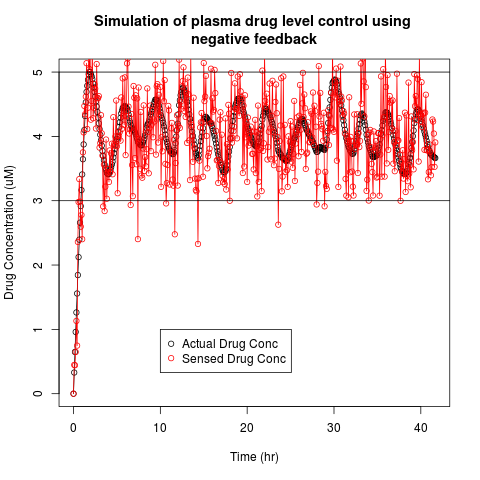 Simulation of plasma drug level control using
negative feedback
Drug Concentration (uM)
5
4
3
2
1
0
Actual Drug Conc
Sensed Drug Conc
0 10 20 30 40
Time (hr)